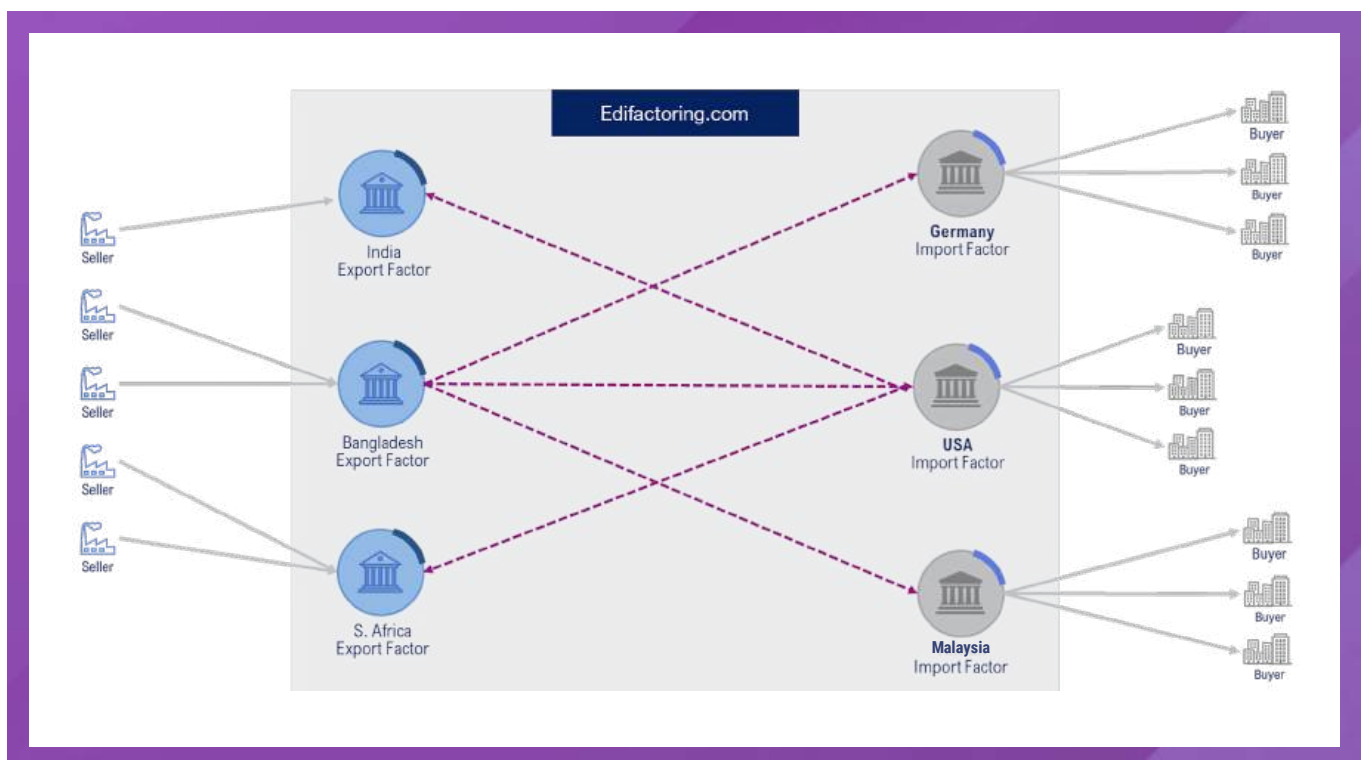 Edifactoring.com
Seller
Seller
Seller
Seller
Seller
India
Export Factor
Bangladesh
Export Factor
S. Africa
Export Factor
Germany
Import Factor
USA
Import Factor
Malaysia
Import Factor
Buyer
Buyer
Buyer
Buyer
Buyer
Buyer
Buyer
Buyer
Buyer